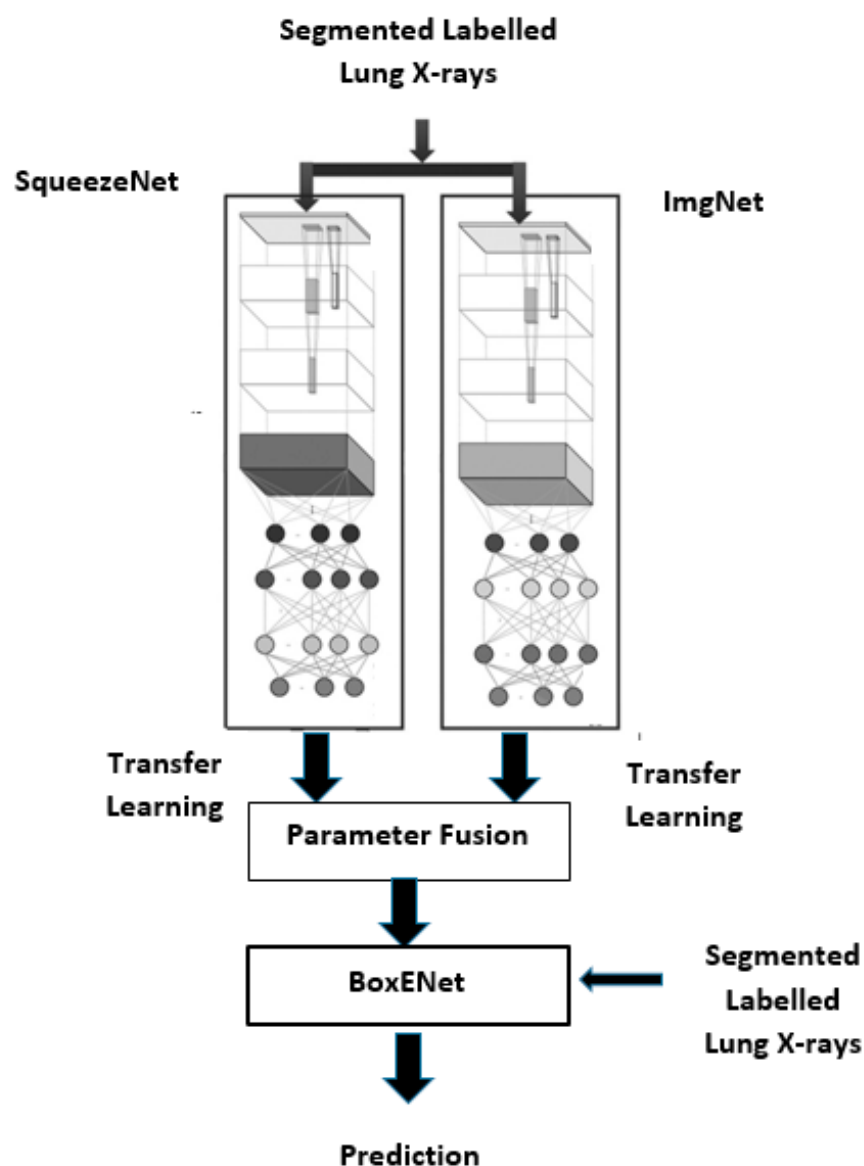 Segmented Labelled
Lung X-rays
SqueezeNet
ImgNet
Transfer
Learning
Transfer
Learning
Parameter Fusion
BoxENet
Segmented
Labelled
Lung X-rays
Prediction